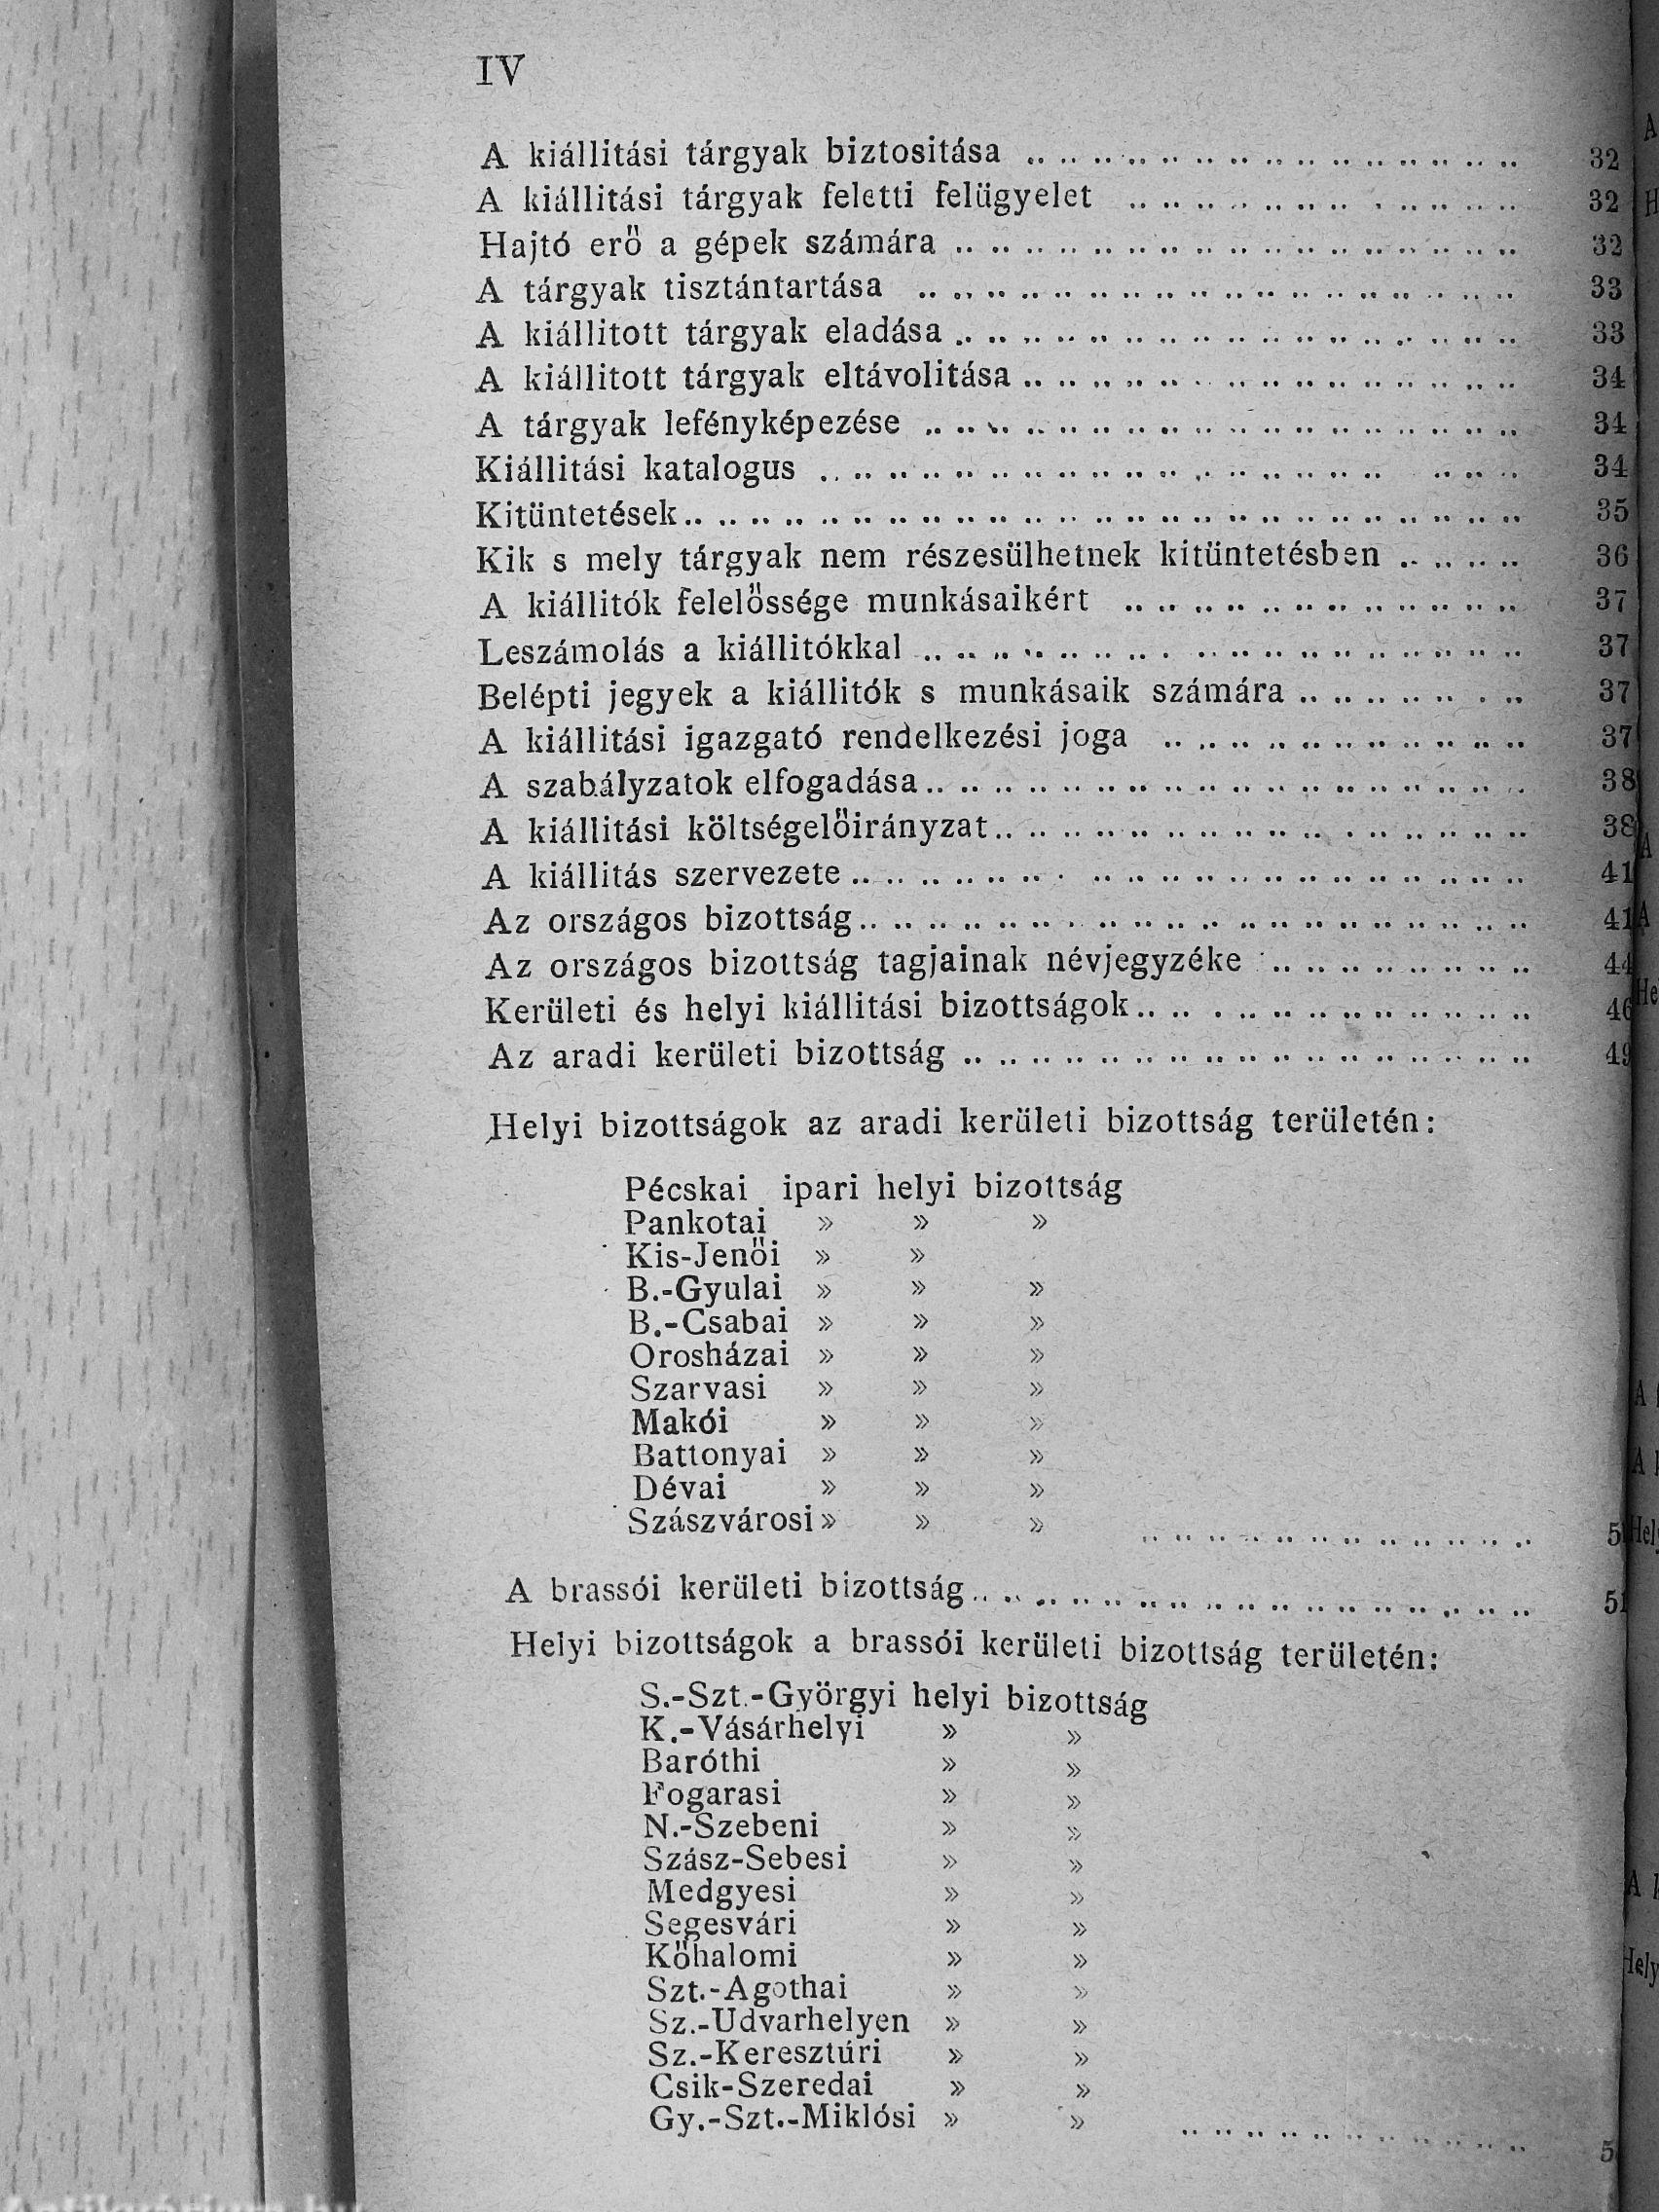 IV
A kiállitási tárgyak biztositása .. .. .. .. .. .. .. .. .. .. .. .. .. .. .. 32
A kiállitási tárgyak feletti felügyelet .. .. .. .. .. .. .. . .. .. .. .. 32
Hajtó erő a gépek számára .. .. .. .. .. .. .. .. .. .. .. .. .. .. .. .. .. 32
A tárgyak tisztántartása .. .. .. .. .. .. .. .. .. .. .. .. .. .. .. .. .. .. 33
A kiállitott tárgyak eladása .. .. .. .. .. .. .. .. .. .. .. .. .. .. .. .. .. 33
A kiállitott tárgyak eltávolitása .. .. .. .. .. . .. .. .. .. .. .. .. .. .. 34
A tárgyak lefényképezése .. .. .. .. .. .. .. .. .. .. .. .. .. .. .. .. .. .. 34
Kiállitási katalogus .. .. .. .. .. .. .. .. .. .. .. . .. .. .. .. .. .. .. .. 34
Kitüntetések .. .. .. .. .. .. .. .. .. .. .. .. .. .. .. .. .. .. .. .. .. .. .. .. .. 35
Kik s mely tárgyak nem részesülhetnek kitüntetésben .. .. .. .. 36
A kiállitók felelőssége munkásaikért .. .. .. .. .. .. .. .. .. .. .. .. 37
Leszámolás a kiállitókkal .. .. .. .. .. .. .. . .. .. .. .. .. .. .. .. .. .. 37
Belépti jegyek a kiállitók s munkásaik számára .. .. .. .. .. . .. 37
A kiállitási igazgató rendelkezési joga .. .. .. .. .. .. .. .. .. .. .. 37
A szabályzatok elfogadása .. .. .. .. .. .. .. .. .. .. .. .. .. .. .. .. .. .. 38
A kiállitási költségelőirányzat .. .. .. .. .. .. .. .. .. .. . .. .. .. .. .. 38
A kiállitás szervezete .. .. .. .. .. .. . .. .. .. .. .. .. .. .. .. .. .. .. .. 41
Az országos bizottság .. .. .. .. .. .. . .. .. .. . .. .. .. .. .. .. .. .. .. 41
Az országos bizottság tagjainak névjegyzéke .. .. .. .. .. .. .. .. 44
Kerületi és helyi kiállitási bizottságok .. .. . .. .. .. .. .. .. .. .. .. 46
Az aradi kerületi bizottság .. .. .. .. .. .. .. .. .. .. .. .. .. .. .. .. .. 49
Helyi bizottságok az aradi kerületi bizottság területén:
Pécskai ipari helyi bizottság
Pankotai » » »
Kis-Jenői » »
B.-Gyulai » » »
B.-Csabai » » »
Orosházai » » »
Szarvasi » » »
Makói » » »
Battonyai » » »
Dévai » » »
Szászvárosi » » » .. .. .. .. .. .. .. .. .. .. .. ..
A brassói kerületi bizottság .. .. .. .. .. .. .. .. .. .. .. .. .. .. .. .. .. 51
Helyi bizottságok a brassói kerületi bizottság területén:
S.-Szt.-Györgyi helyi bizottság
K.-Vásárhelyi » »
Baróthi » »
Fogarasi » »
N.-Szebeni » »
Szász-Sebesi » »
Medgyesi » »
Segesvári » »
Kőhalomi » »
Szt.-Agothai » »
Sz.-Udvarhelyen » »
Sz.-Keresztúri » »
Csik-Szeredai » »
Gy.-Szt.-Miklósi » » .. .. .. .. .. .. .. .. .. .. ..